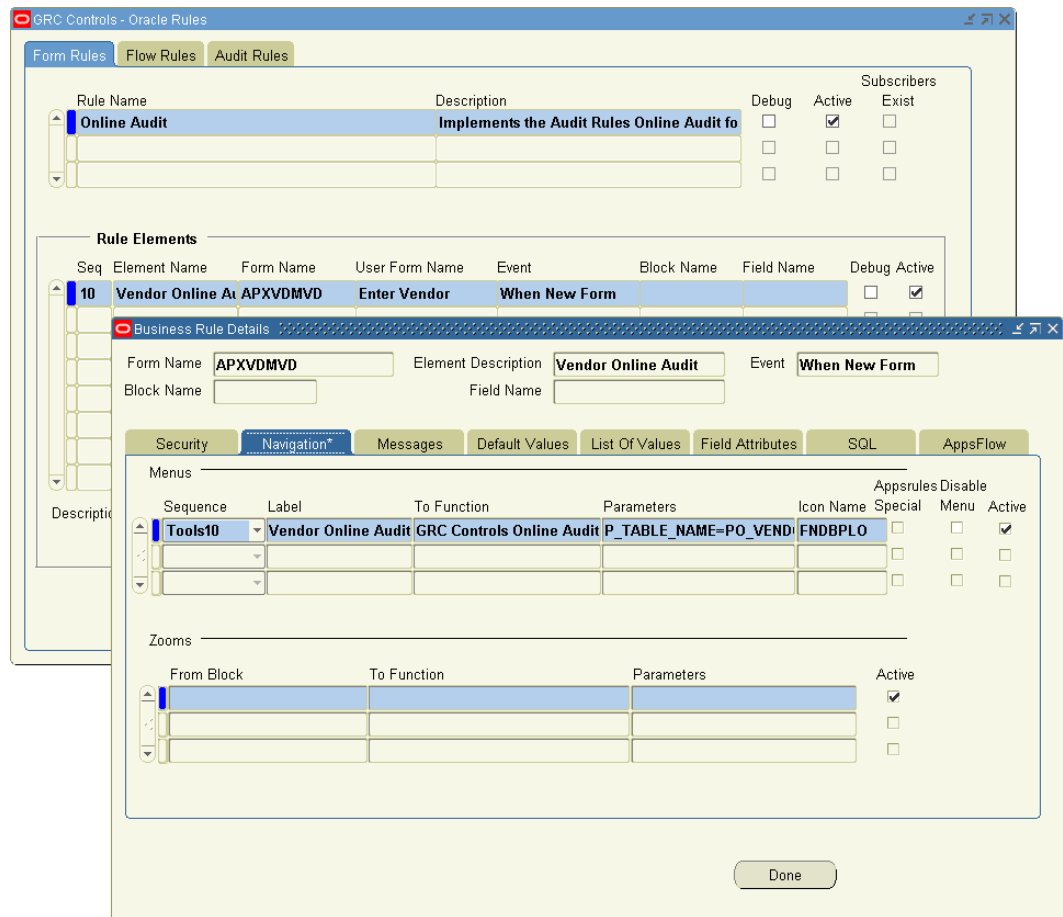 GRC Controls - Oracle Rules
Form Rules Flow Rules Audit Rules
Subscribers
Rule Name Description Debug Active Exist
Online Audit Implements the Audit Rules Online Audit fo
Rule Elements
Seq Element Name Form Name User Form Name Event Block Name Field Name Debug Active
10 Vendor Online Au APXVDMVD Enter Vendor When New Form
Business Rule Details
Form Name APXVDMVD Element Description Vendor Online Audit Event When New Form
Block Name Field Name
Security Navigation* Messages Default Values List Of Values Field Attributes SQL AppsFlow
Menus
Appsrules Disable
Sequence Label To Function Parameters Icon Name Special Menu Active
Descriptio
Tools10 Vendor Online Audit GRC Controls Online Audit P_TABLE_NAME=PO_VEND FNDBPLO
Zooms
From Block To Function Parameters Active
Done